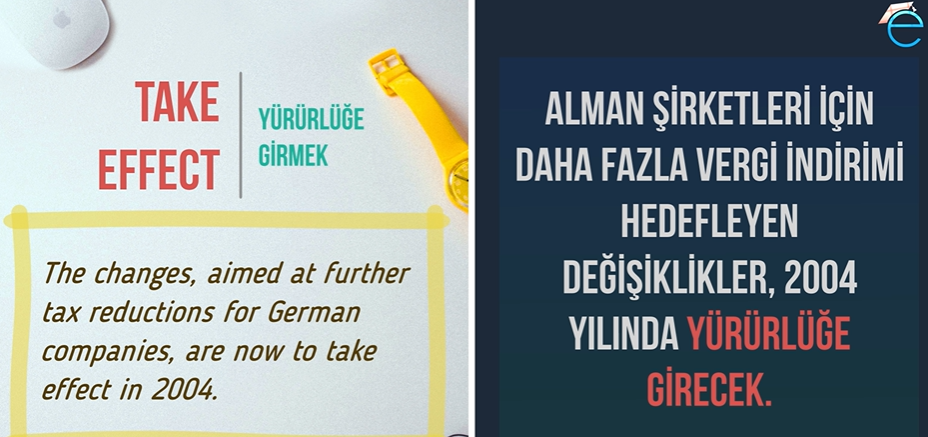 TAKE
EFFECT
YÜRÜRLÜĞE
GİRMEK
The changes, aimed at further
tax reductions for German
companies, are now to take
effect in 2004.
e
ALMAN ŞİRKETLERİ İÇİN
DAHA FAZLA VERGİ İNDİRİMİ
HEDEFLEYEN
DEĞİŞİKLİKLER, 2004
YILINDA YÜRÜRLÜĞE
GİRECEK.